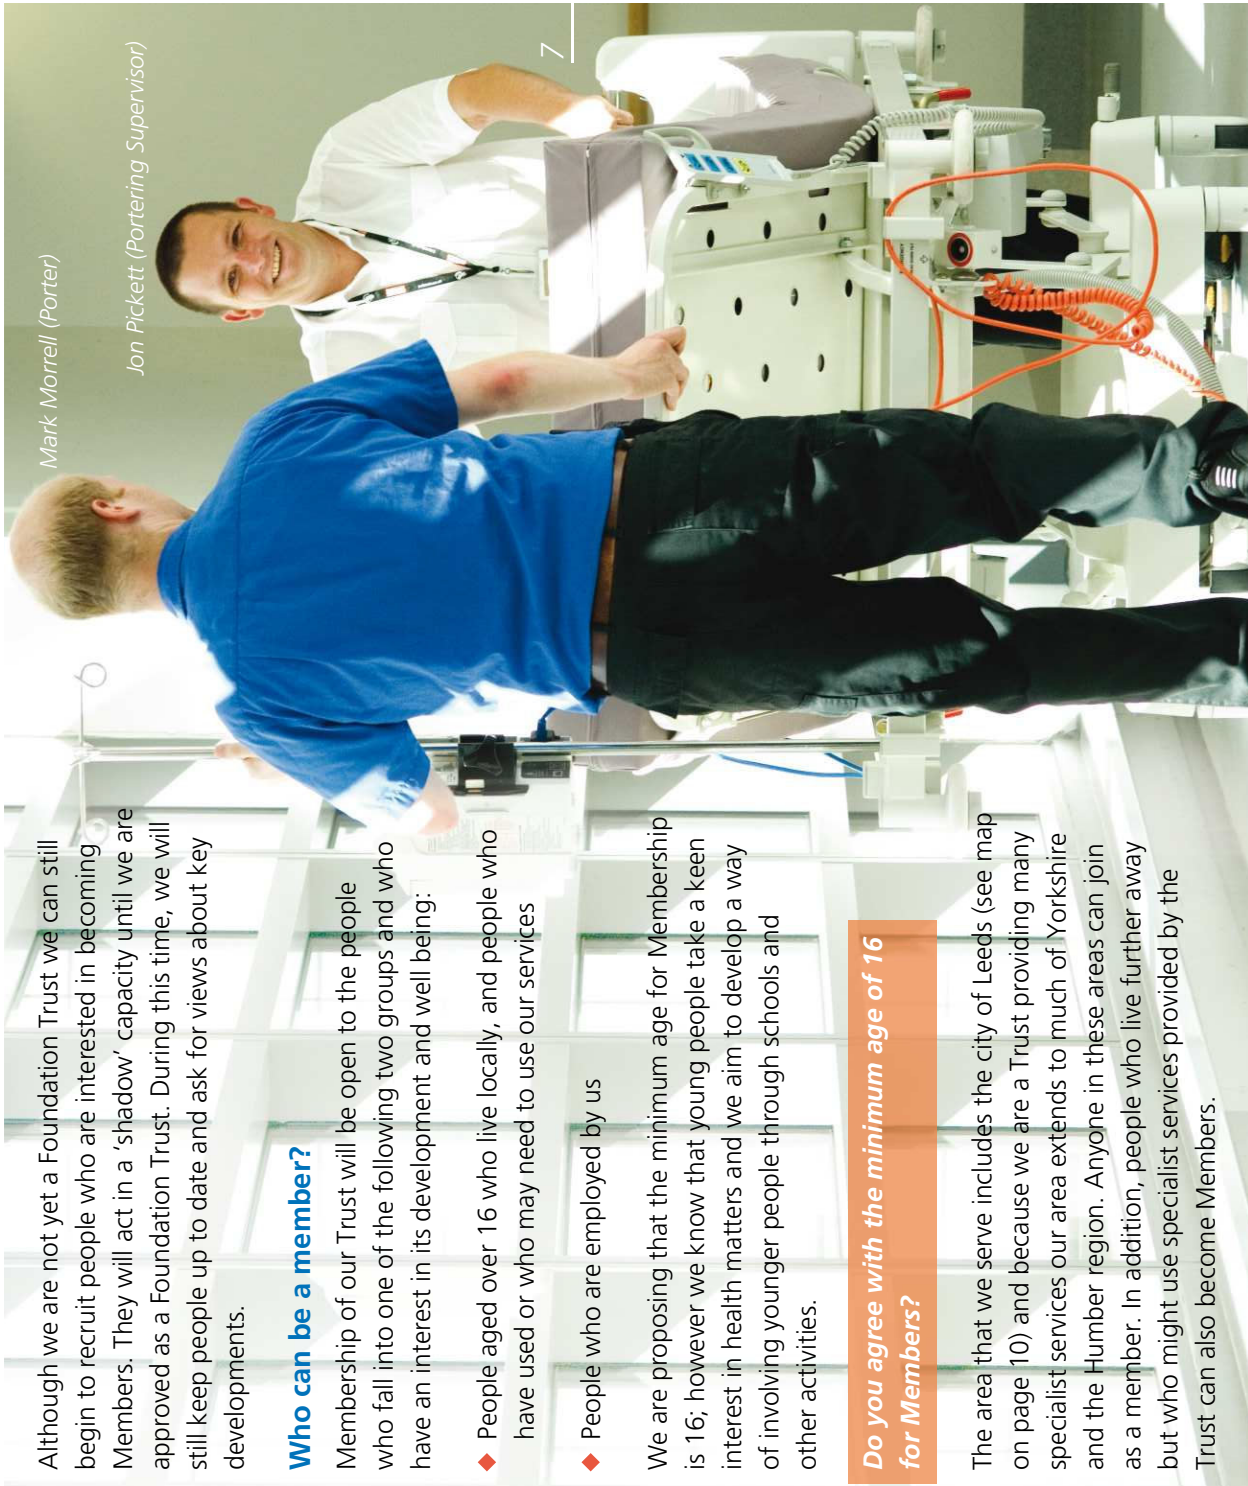 Although we are not yet a Foundation Trust we can still
begin to recruit people who are interested in becoming
Members. They will act in a ‘shadow’ capacity until we are
approved as a Foundation Trust. During this time, we will
still keep people up to date and ask for views about key
developments.
Who can be a member?
Membership of our Trust will be open to the people
who fall into one of the following two groups and who
have an interest in its development and well being:
◆ People aged over 16 who live locally, and people who
have used or who may need to use our services
◆ People who are employed by us
We are proposing that the minimum age for Membership
is 16; however we know that young people take a keen
interest in health matters and we aim to develop a way
of involving younger people through schools and
other activities.
Do you agree with the minimum age of 16
for Members?
The area that we serve includes the city of Leeds (see map
on page 10) and because we are a Trust providing many
specialist services our area extends to much of Yorkshire
and the Humber region. Anyone in these areas can join
as a member. In addition, people who live further away
but who might use specialist services provided by the
Trust can also become Members.
Mark Morrell (Porter)
Jon Pickett (Portering Supervisor)
7